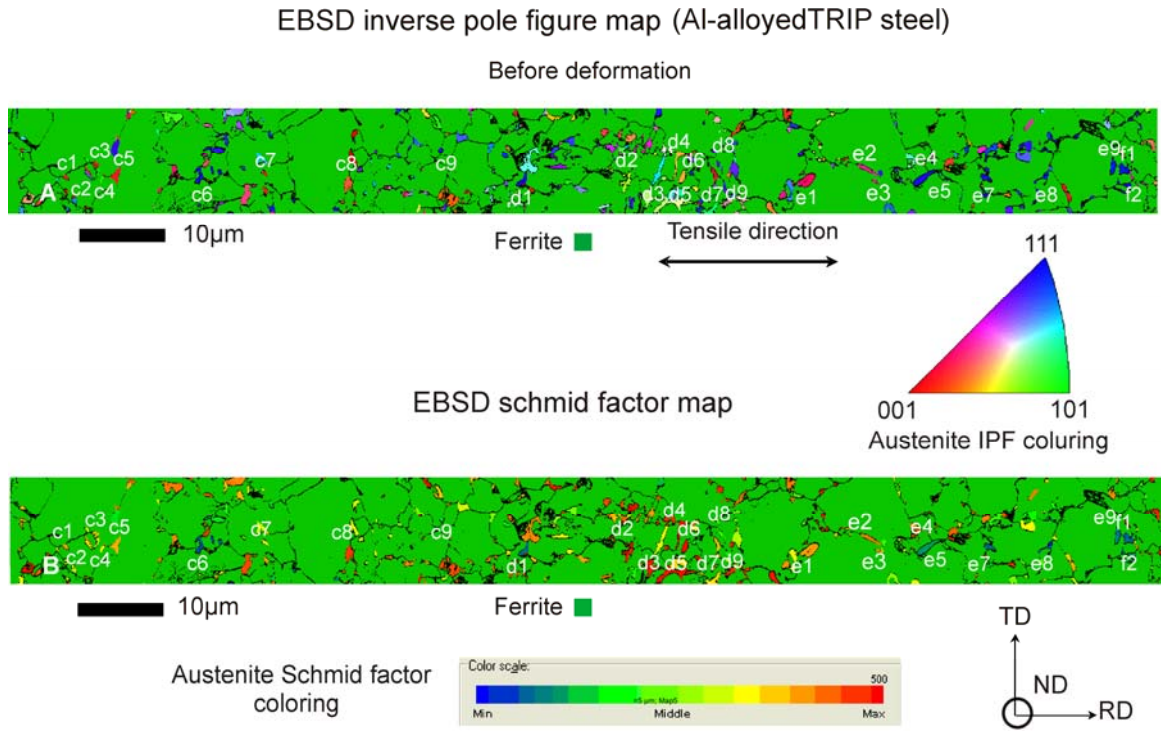 EBSD inverse pole figure map (Al-alloyedTRIP steel)
Before deformation
c1 c3 c5 c7 c8 c9 d2 d4 d6 d8 e2 e4 e9 f1
A c2 c4 c6 d1 d3 d5 d7 d9 e1 e3 e5 e7 e8 f2
10µm Ferrite Tensile direction
111
001 101
Austenite IPF coluring
EBSD schmid factor map
c1 c3 c5 d7 c8 c9 d2 d4 d6 d8 e2 e4 e9 f1
B c2 c4 c6 d1 d3 d5 d7 d9 e1 e3 e5 e7 e8 f2
10µm Ferrite
TD
ND
RD
Austenite Schmid factor
coloring
Color scale:
500
n5 µm, Map5
Min Middle Max